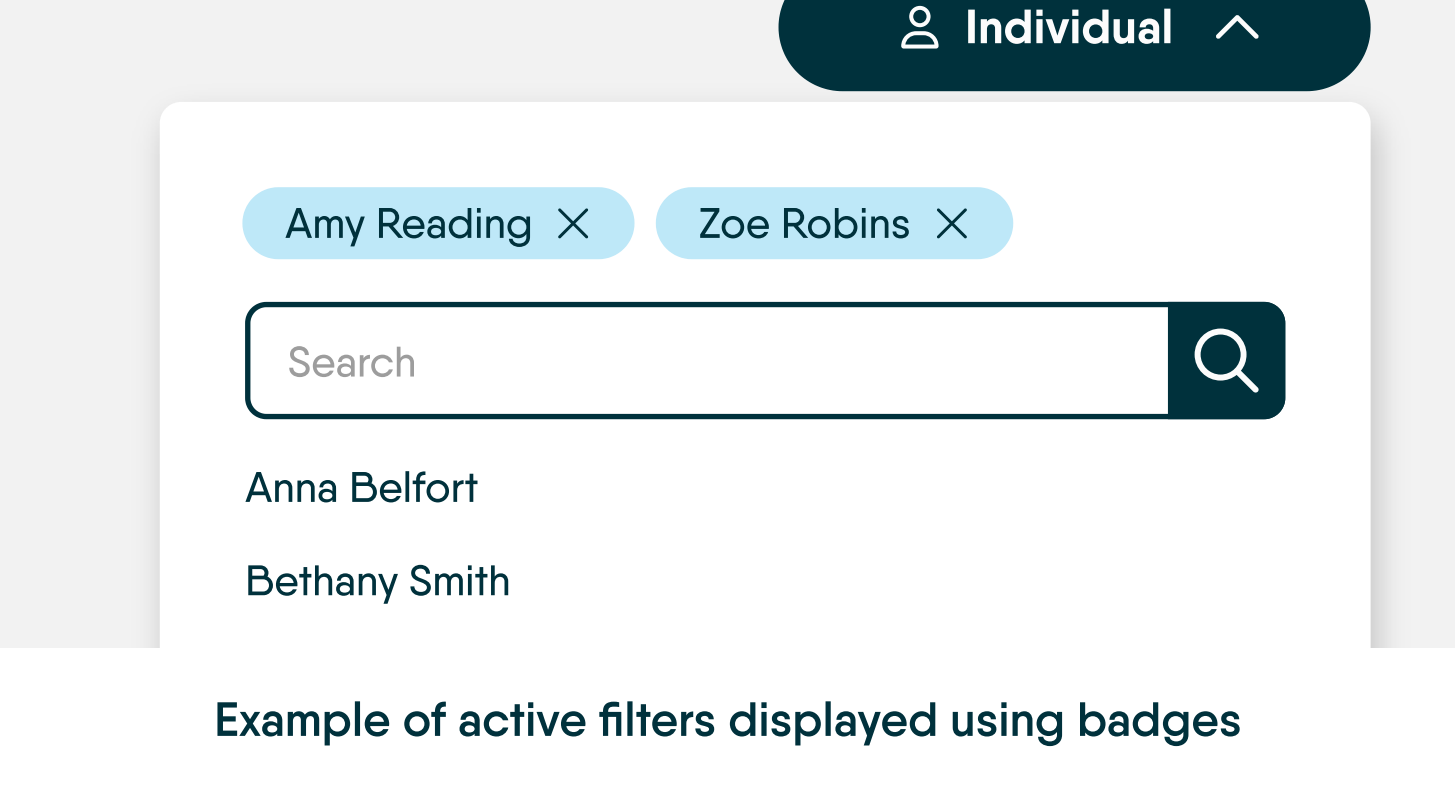 Individual
Amy Reading Zoe Robins
Search
Anna Belfort
Bethany Smith
Example of active filters displayed using badges